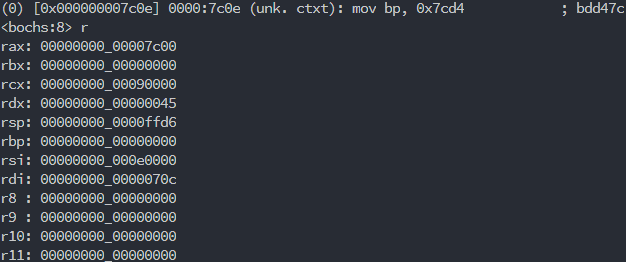 (0) [0x000000007c0e] 0000:7c0e (unk. ctxt): mov bp, 0x7cd4 ; bdd47c
<bochs:8> r
rax: 00000000_00007c00
rbx: 00000000_00000000
rcx: 00000000_00090000
rdx: 00000000_00000045
rsp: 00000000_0000ffd6
rbp: 00000000_00000000
rsi: 00000000_000e0000
rdi: 00000000_0000070c
r8 : 00000000_00000000
r9 : 00000000_00000000
r10: 00000000_00000000
r11: 00000000_00000000